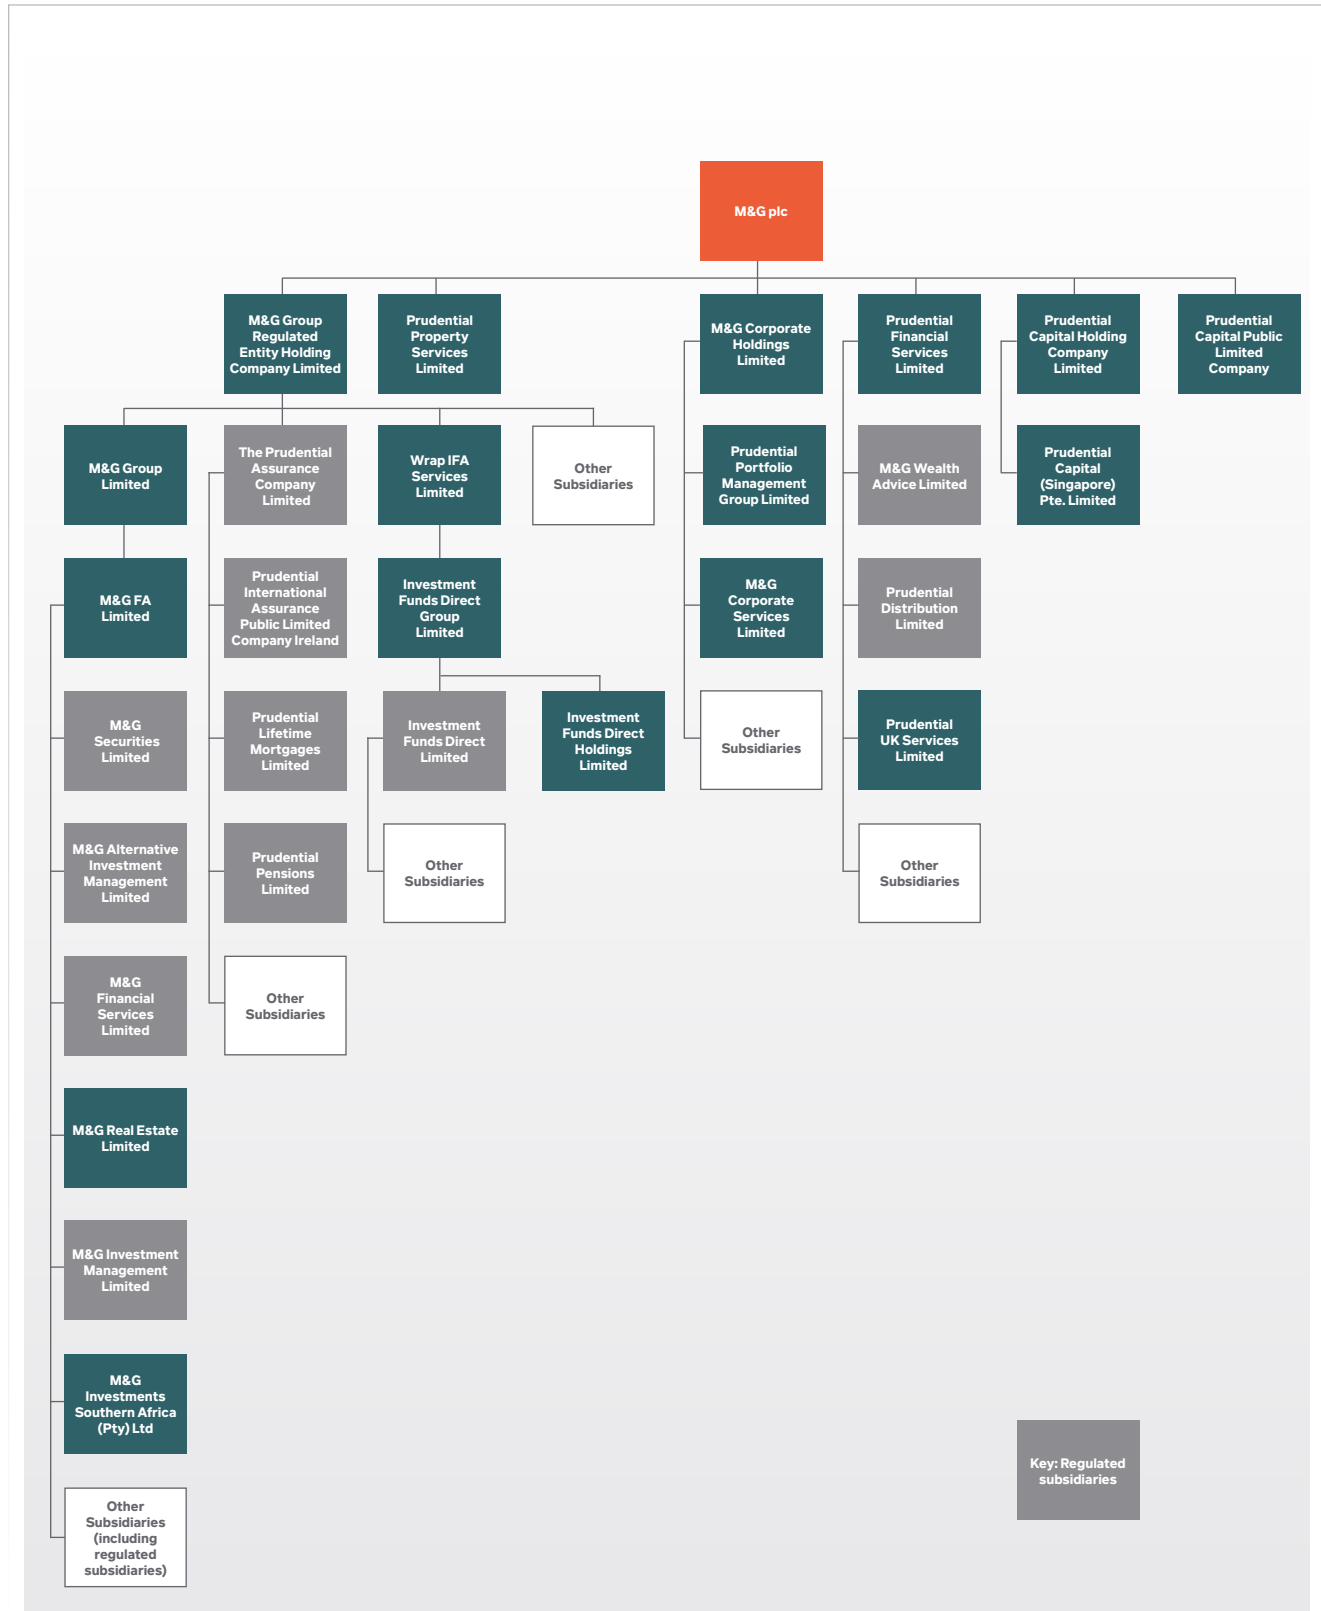 M&G plc
M&G Group
Regulated
Entity Holding
Company Limited
Prudential
Property
Services
Limited
M&G Corporate
Holdings
Limited
Prudential
Financial
Services
Limited
Prudential
Capital Holding
Company
Limited
Prudential
Capital Public
Limited
Company
M&G Group
Limited
The Prudential
Assurance
Company
Limited
Wrap IFA
Services
Limited
Other
Subsidiaries
Prudential
Portfolio
Management
Group Limited
M&G Wealth
Advice Limited
Prudential
Capital
(Singapore)
Pte. Limited
M&G FA
Limited
Prudential
International
Assurance
Public Limited
Company Ireland
Investment
Funds Direct
Group
Limited
M&G
Corporate
Services
Limited
Prudential
Distribution
Limited
M&G
Securities
Limited
Prudential
Lifetime
Mortgages
Limited
Investment
Funds Direct
Limited
Investment
Funds Direct
Holdings
Limited
Other
Subsidiaries
Prudential
UK Services
Limited
M&G Alternative
Investment
Management
Limited
Prudential
Pensions
Limited
Other
Subsidiaries
Other
Subsidiaries
M&G
Financial
Services
Limited
Other
Subsidiaries
M&G Real Estate
Limited
M&G Investment
Management
Limited
M&G
Investments
Southern Africa
(Pty) Ltd
Key: Regulated
subsidiaries
Other
Subsidiaries
(including
regulated
subsidiaries)